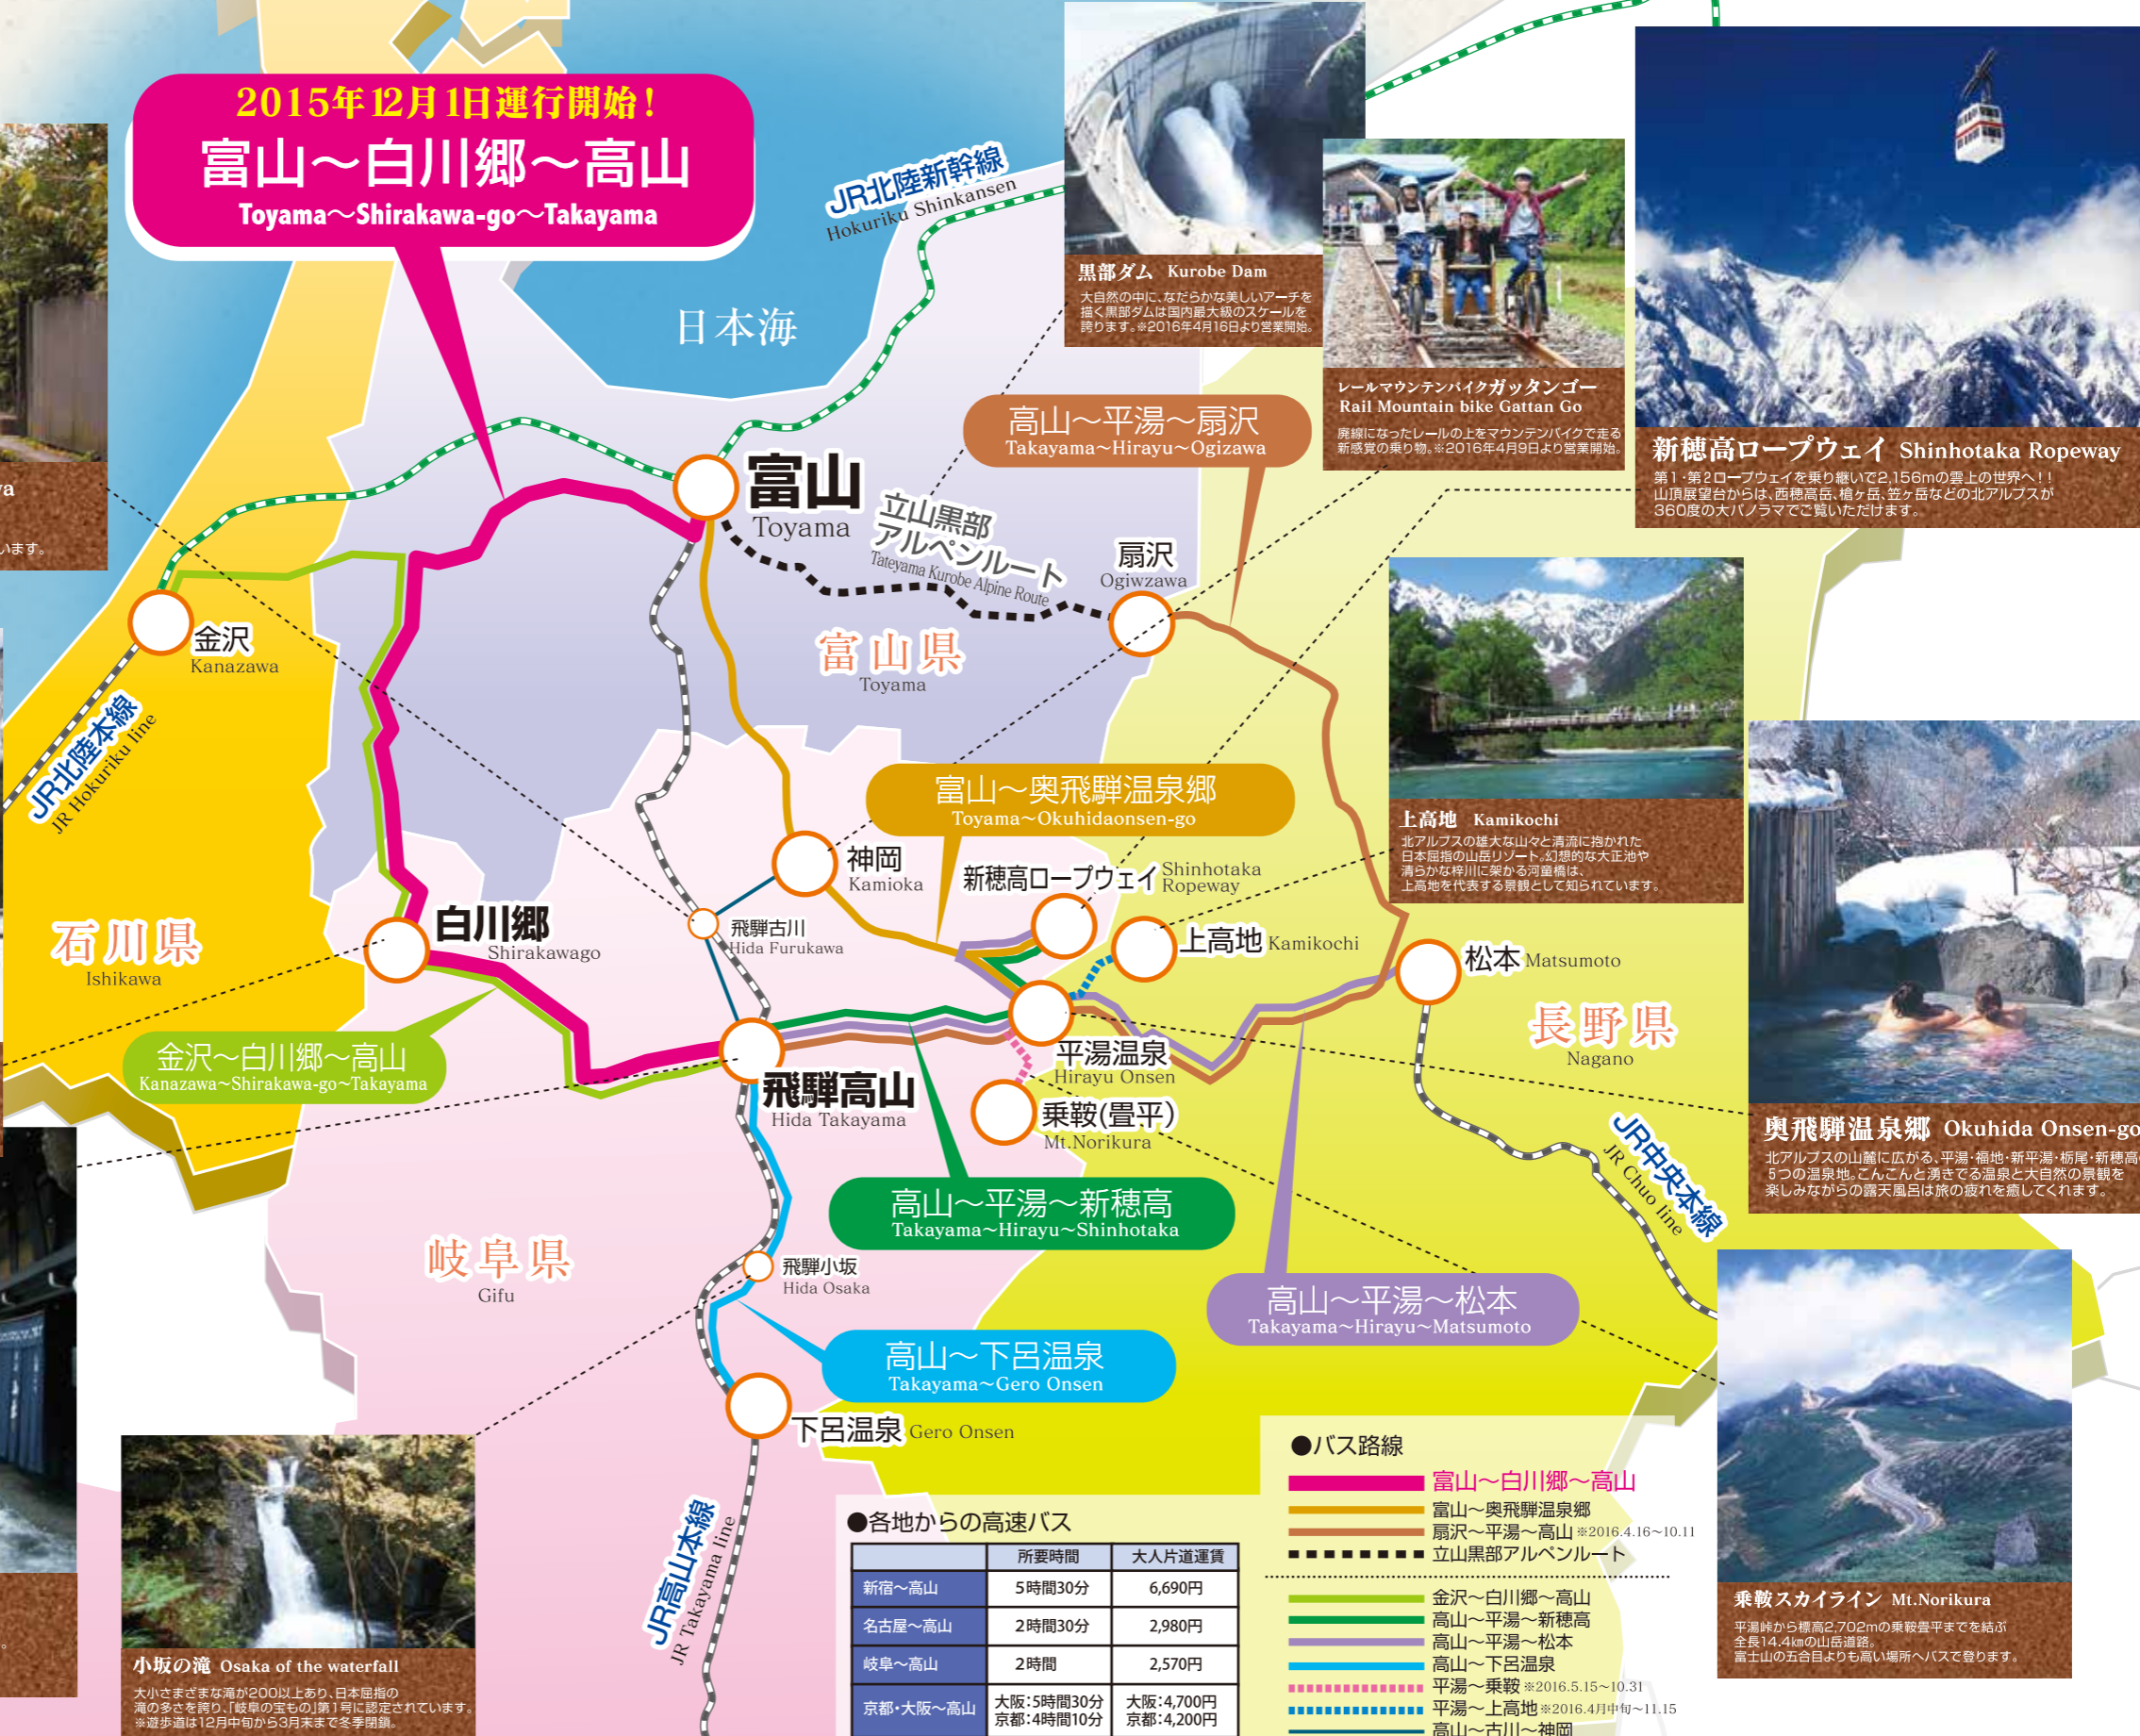 2015年12月1日運行開始!
富山～白川郷～高山
Toyama～Shirakawa-go～Takayama
JR北陸新幹線
Hokuriku Shinkansen
日本海
黒部ダム Kurobe Dam
大自然の中に、なだらかな美しいアーチを
描く黒部ダムは国内最大級のスケールを
誇ります。※2016年4月16日より営業開始。
レールマウンテンバイクガッタンゴー
Rail Mountain bike Gattan Go
廃線になったレールの上をマウンテンバイクで走る
新感覚の乗り物。※2016年4月9日より営業開始。
新穂高ロープウェイ Shinhotaka Ropeway
第1・第2ロープウェイを乗り継いで2,156mの雲上の世界へ!!
山頂展望台からは、西穂高岳、槍ヶ岳、笠ヶ岳などの北アルプスが
360度の大パノラマでご覧いただけます。
高山～平湯～扇沢
Takayama～Hirayu～Ogizawa
富山
Toyama
立山黒部
アルペンルート
Tateyama Kurobe Alpine Route
扇沢
Ogiwzawa
va
います。
金沢
Kanazawa
富山県
Toyama
JR北陸本線
JR Hokuriku line
富山～奥飛騨温泉郷
Toyama～Okuhidaonsen-go
上高地 Kamikochi
北アルプスの雄大な山々と清流に抱かれた
日本屈指の山岳リゾート。幻想的な大正池や
清らかな梓川に架かる河童橋は、
上高地を代表する景観として知られています。
神岡
Kamioka
新穂高ロープウェイ Shinhotaka
Ropeway
白川郷
Shirakawago
飛騨古川
Hida Furukawa
上高地 Kamikochi
松本 Matsumoto
石川県
Ishikawa
長野県
Nagano
金沢～白川郷～高山
Kanazawa～Shirakawa-go～Takayama
平湯温泉
Hirayu Onsen
飛騨高山
Hida Takayama
乗鞍(畳平)
Mt.Norikura
JR中央本線
JR Chuo line
奥飛騨温泉郷 Okuhida Onsen-go
北アルプスの山麓に広がる、平湯・福地・新平湯・栃尾・新穂高の
5つの温泉地。こんこんと湧きでる温泉と大自然の景観を
楽しみながらの露天風呂は旅の疲れを癒してくれます。
高山～平湯～新穂高
Takayama～Hirayu～Shinhotaka
岐阜県
Gifu
飛騨小坂
Hida Osaka
高山～平湯～松本
Takayama～Hirayu～Matsumoto
高山～下呂温泉
Takayama～Gero Onsen
下呂温泉 Gero Onsen
JR高山本線
JR Takayama line
小坂の滝 Osaka of the waterfall
大小さまざまな滝が200以上あり、日本屈指の
滝の多さを誇り、「岐阜の宝もの」第1号に認定されています。
※遊歩道は12月中旬から3月末まで冬季閉鎖。
。
●各地からの高速バス
所要時間 大人片道運賃
新宿～高山 5時間30分 6,690円
名古屋～高山 2時間30分 2,980円
岐阜～高山 2時間 2,570円
京都・大阪～高山 大阪:5時間30分 大阪:4,700円
京都:4時間10分 京都:4,200円
●バス路線
富山～白川郷～高山
富山～奥飛騨温泉郷
扇沢～平湯～高山 ※2016.4.16～10.11
立山黒部アルペンルート
金沢～白川郷～高山
高山～平湯～新穂高
高山～平湯～松本
高山～下呂温泉
平湯～乗鞍 ※2016.5.15～10.31
平湯～上高地 ※2016.4月中旬～11.15
高山～古川～神岡
乗鞍スカイライン Mt.Norikura
平湯峠から標高2,702mの乗鞍畳平までを結ぶ
全長14.4kmの山岳道路。
富士山の五合目よりも高い場所へバスで登ります。